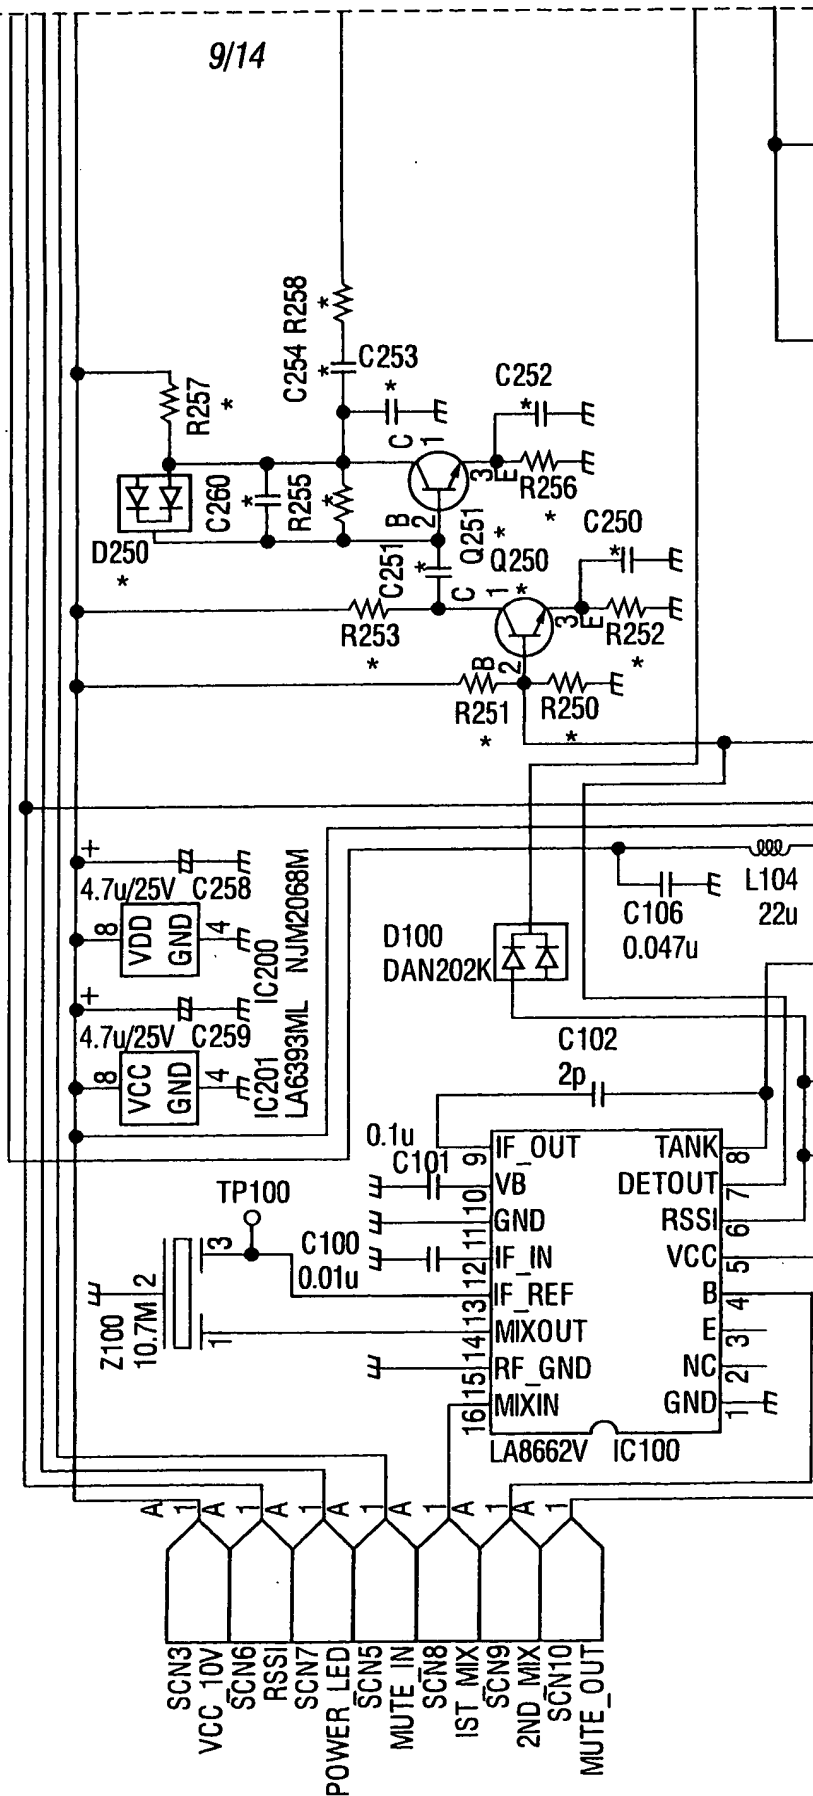 9/14
C254 R258
*
*
C253
*
R257
*
C252
*
C
1
3
E
R256
*
C260
*
R255
*
D250
*
B
2
Q251
*
C251
*
Q250
*
C250
*
C
1
3
E
R252
*
R253
*
B
2
R251
*
R250
*
+
4.7u/25V C258
8
VDD
GND
4
IC200
NJM2068M
+
4.7u/25V C259
8
VCC
GND
4
IC201
LA6393ML
D100
DAN202K
C106
0.047u
L104
22u
C102
2p
0.1u
C101
TP100
C100
0.01u
Z100
10.7M
2
3
1
9 IF_OUT
10 VB
11 GND
12 IF_IN
13 IF_REF
14 MIXOUT
15 RF_GND
16 MIXIN
TANK 8
DETOUT 7
RSSI 6
VCC 5
B 4
E 3
NC 2
GND 1
LA8662V IC100
A 1
A 1
A 1
A 1
A 1
A 1
A 1
SCN3
VCC_10V
SCN6
RSSI
SCN7
POWER_LED
SCN5
MUTE_IN
SCN8
IST_MIX
SCN9
2ND_MIX
SCN10
MUTE_OUT